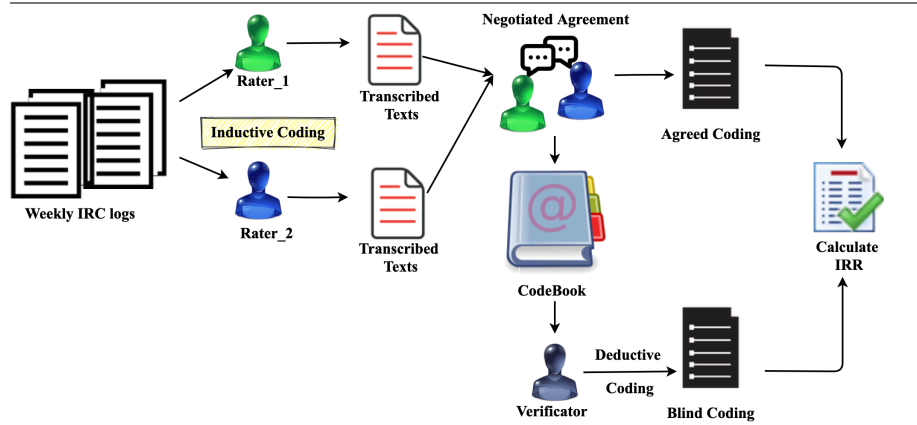 Negotiated Agreement
Rater_1
Transcribed
Texts
Inductive Coding
Agreed Coding
Weekly IRC logs
Rater_2
Transcribed
Texts
@
CodeBook
Calculate
IRR
Deductive
Coding
Verificator
Blind Coding